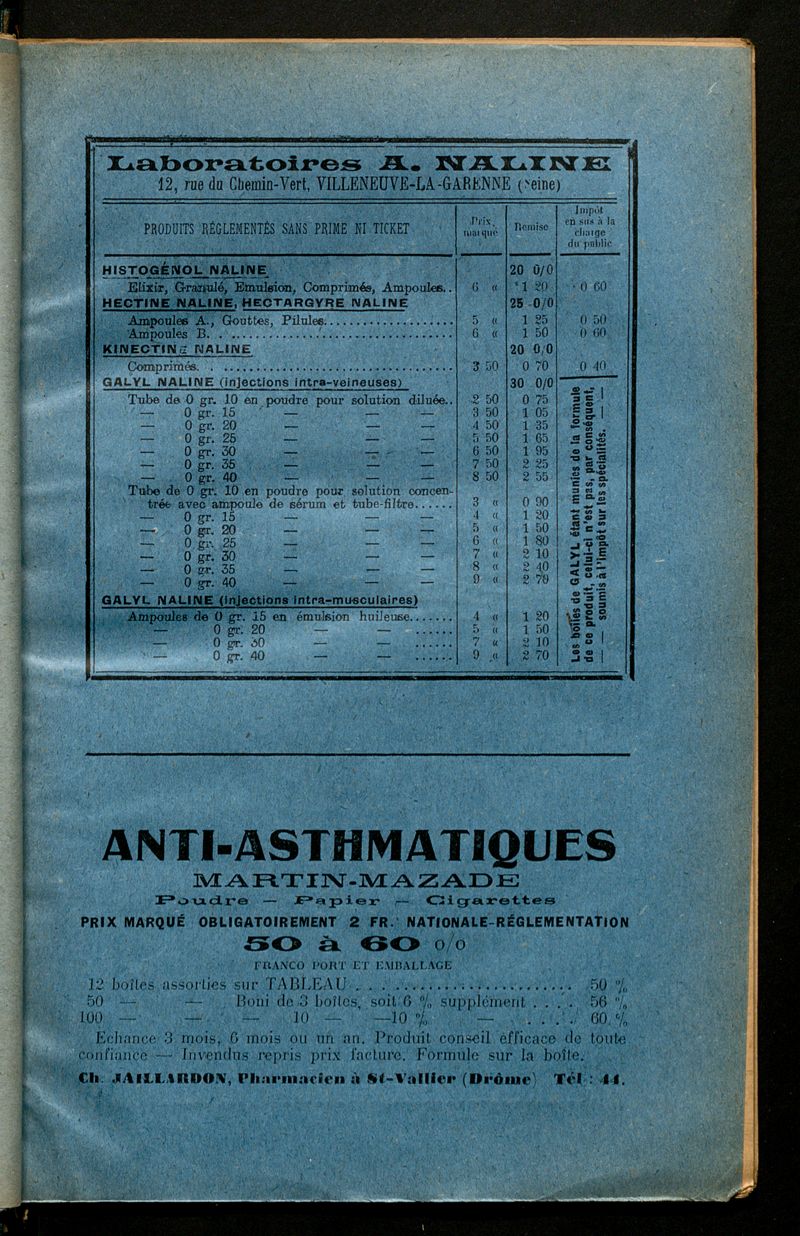 Laboratoires A. NALINE
12, rue du Chemin-Vert, VILLENEUVE-LA-GARENNE (Seine)
PRODUITS RÉGLEMENTÉS SANS PRIME NI TICKET | Prix marqué | Remise | Impôt en sus à la charge du public
HISTOGÉNOL NALINE 20 0/0
Elixir, Granulé, Emulsion, Comprimés, Ampoules.. 6 « 1 20 0 60
HECTINE NALINE, HECTARGYRE NALINE 25 0/0
Ampoules A., Gouttes, Pilules.................... 5 « 1 25 0 50
Ampoules B. ................................... 6 « 1 50 0 60
KINECTINE NALINE 20 0/0
Comprimés. ................................... 3 50 0 70 0 40
GALYL NALINE (injections intra-veineuses) 30 0/0
Tube de 0 gr. 10 en poudre pour solution diluée.. 2 50 0 75
— 0 gr. 15 — — — 3 50 1 05
— 0 gr. 20 — — — 4 50 1 35
— 0 gr. 25 — — — 5 50 1 65
— 0 gr. 30 — — — 6 50 1 95
— 0 gr. 35 — — — 7 50 2 25
— 0 gr. 40 — — — 8 50 2 55
Tube de 0 gr. 10 en poudre pour solution concen-
trée avec ampoule de sérum et tube-filtre...... 3 « 0 90
— 0 gr. 15 — — — 4 « 1 20
— 0 gr. 20 — — — 5 « 1 50
— 0 gr. 25 — — — 6 « 1 80
— 0 gr. 30 — — — 7 « 2 10
— 0 gr. 35 — — — 8 « 2 40
— 0 gr. 40 — — — 9 « 2 70
GALYL NALINE (injections intra-musculaires)
Ampoules de 0 gr. 15 en émulsion huileuse....... 4 « 1 20
— 0 gr. 20 — — ...... 5 « 1 50
— 0 gr. 30 — — ...... 7 « 2 10
— 0 gr. 40 — — ...... 9 « 2 70
Les boîtes de GALYL étant munies de la formule
de ce produit, celui-ci n'est pas, par conséquent,
— — soumis à l'impôt sur les spécialités. — —
ANTI-ASTHMATIQUES
MARTIN-MAZADE
Poudre — Papier — Cigarettes
PRIX MARQUÉ OBLIGATOIREMENT 2 FR. NATIONALE-RÉGLEMENTATION
50 à 60 0/0
FRANCO PORT ET EMBALLAGE
12 boîtes assorties sur TABLEAU ........................ 50 %
50 — — Boni de 3 boîtes, soit 6 % supplément .... 56 %
100 — — — 10 — —10 % — ..... 60 %
Echance 3 mois, 6 mois ou un an. Produit conseil efficace de toute
confiance — Invendus repris prix facture. Formule sur la boîte.
Ch. JAILLARDON, Pharmacien à St-Vallier (Drôme) Tél : 44.